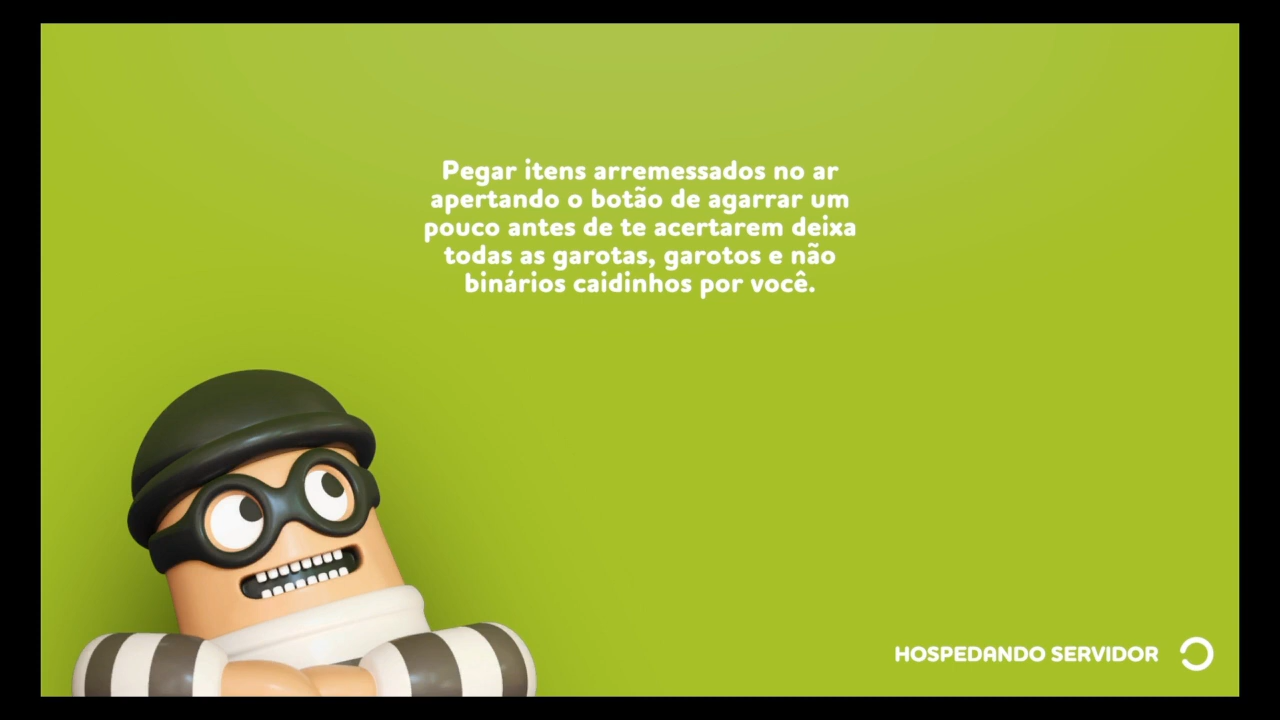 Pegar itens arremessados no ar
apertando o botão de agarrar um
pouco antes de te acertarem deixa
todas as garotas, garotos e não
binários caidinhos por você.
HOSPEDANDO SERVIDOR